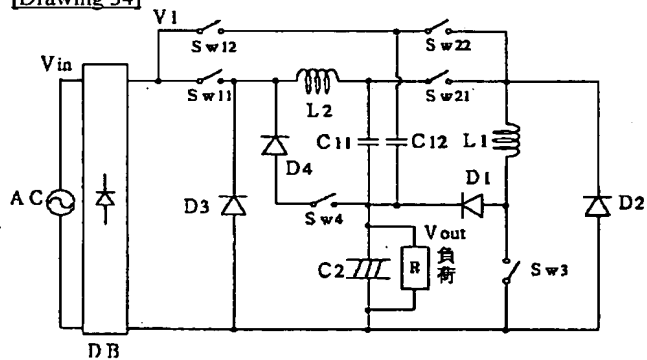 [Drawing 34]
V1
Sw12
Sw22
Vin
Sw11
L2
Sw21
C11
C12
L1
D4
D1
AC
D3
Sw4
D2
Vout
C2
R
負荷
Sw3
DB